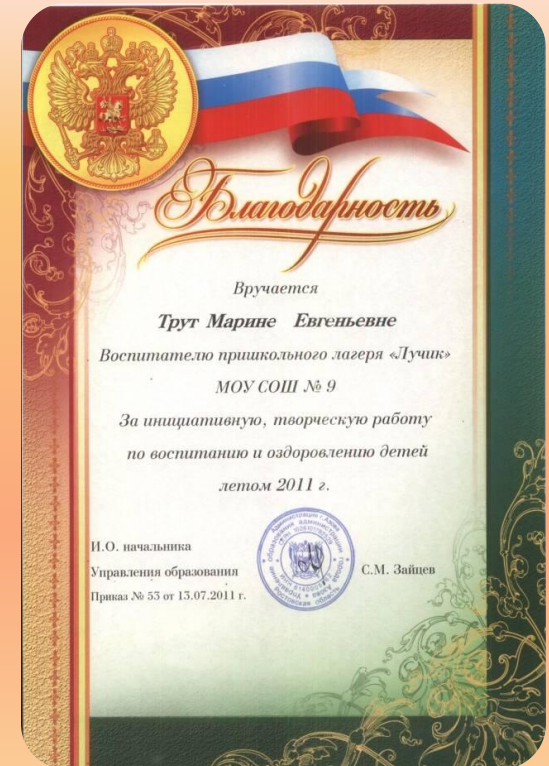 Благодарность
Вручается
Трут Марине Евгеньевне
Воспитателю пришкольного лагеря «Лучик»
МОУ СОШ № 9
За инициативную, творческую работу
по воспитанию и оздоровлению детей
летом 2011 г.
И.О. начальника
Управления образования С.М. Зайцев
Приказ № 53 от 13.07.2011 г.